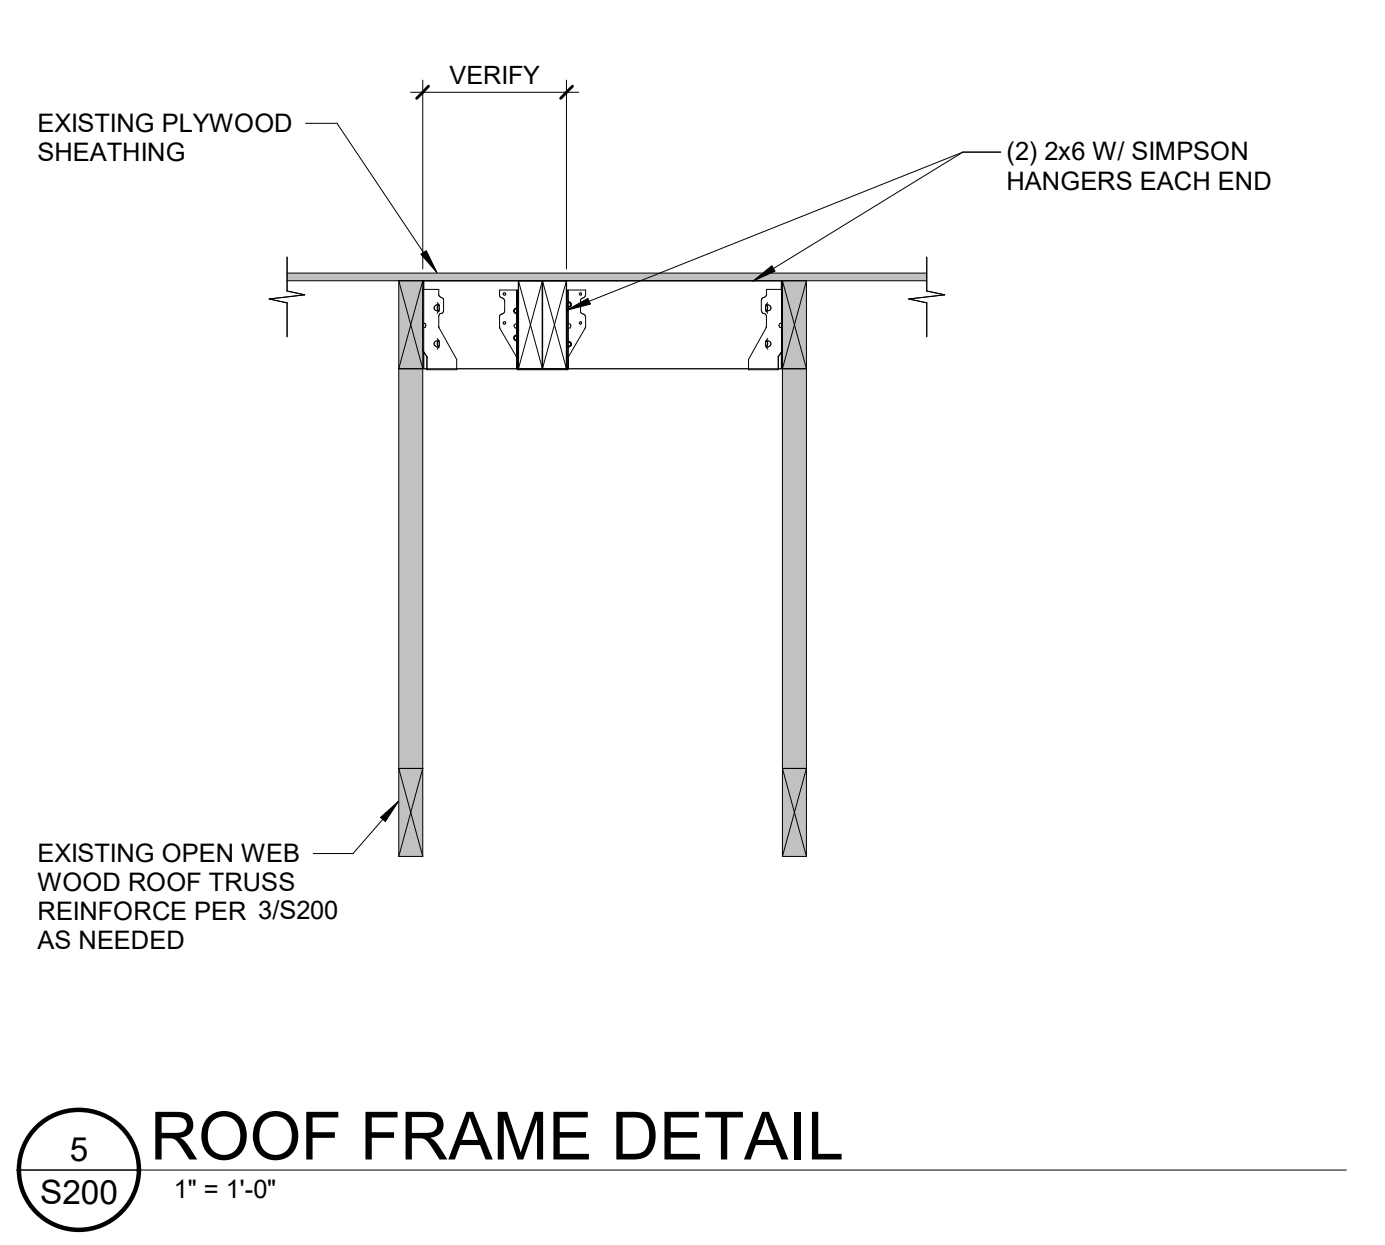 VERIFY
EXISTING PLYWOOD
SHEATHING
(2) 2x6 W/ SIMPSON
HANGERS EACH END
EXISTING OPEN WEB
WOOD ROOF TRUSS
REINFORCE PER 3/S200
AS NEEDED
5
S200
ROOF FRAME DETAIL
1" = 1'-0"